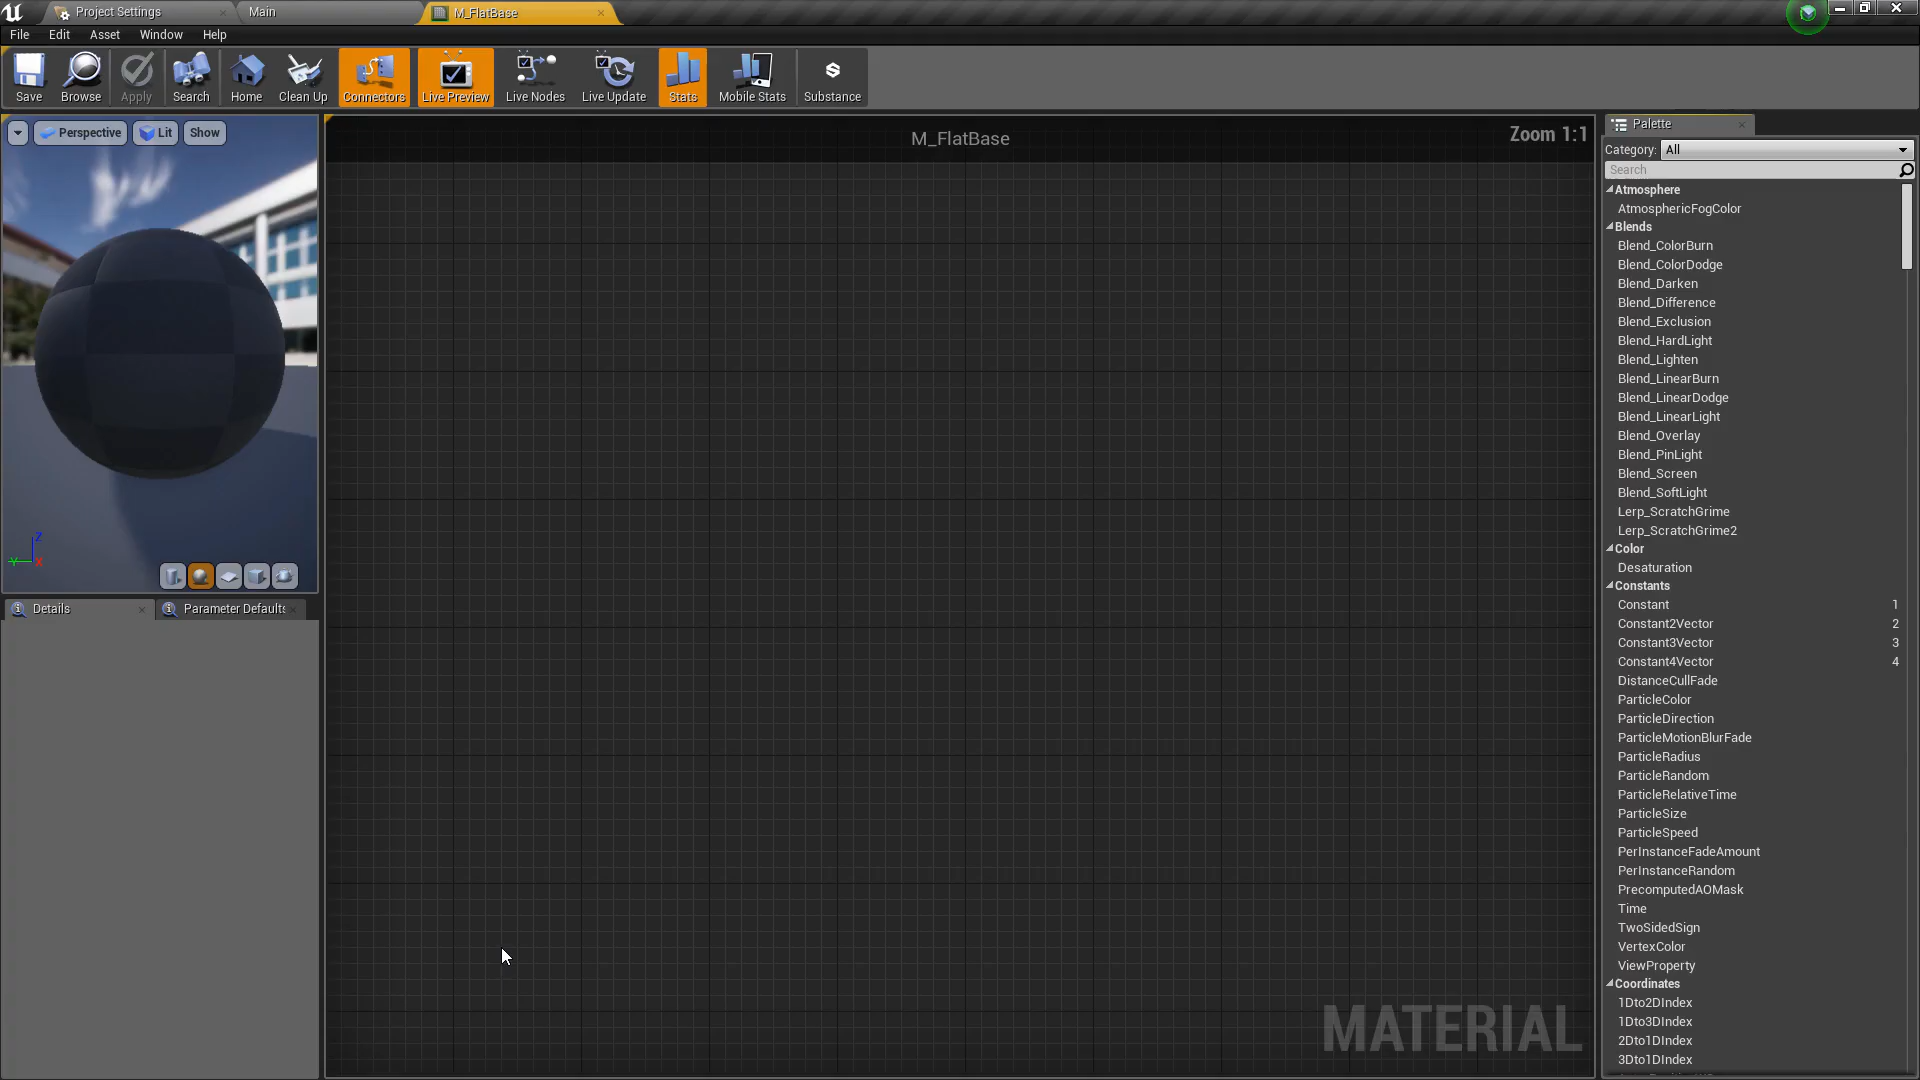 Project Settings
Main
M_FlatBase
File
Edit
Asset
Window
Help
Save
Browse
Apply
Search
Home
Clean Up
Connectors
Live Preview
Live Nodes
Live Update
Stats
Mobile Stats
Substance
Perspective
Lit
Show
Z
Y
X
Details
Parameter Defaults
M_FlatBase
Zoom 1:1
MATERIAL
Palette
Category:
All
Search
Atmosphere
AtmosphericFogColor
Blends
Blend_ColorBurn
Blend_ColorDodge
Blend_Darken
Blend_Difference
Blend_Exclusion
Blend_HardLight
Blend_Lighten
Blend_LinearBurn
Blend_LinearDodge
Blend_LinearLight
Blend_Overlay
Blend_PinLight
Blend_Screen
Blend_SoftLight
Lerp_ScratchGrime
Lerp_ScratchGrime2
Color
Desaturation
Constants
Constant 1
Constant2Vector 2
Constant3Vector 3
Constant4Vector 4
DistanceCullFade
ParticleColor
ParticleDirection
ParticleMotionBlurFade
ParticleRadius
ParticleRandom
ParticleRelativeTime
ParticleSize
ParticleSpeed
PerInstanceFadeAmount
PerInstanceRandom
PrecomputedAOMask
Time
TwoSidedSign
VertexColor
ViewProperty
Coordinates
1Dto2DIndex
1Dto3DIndex
2Dto1DIndex
3Dto1DIndex